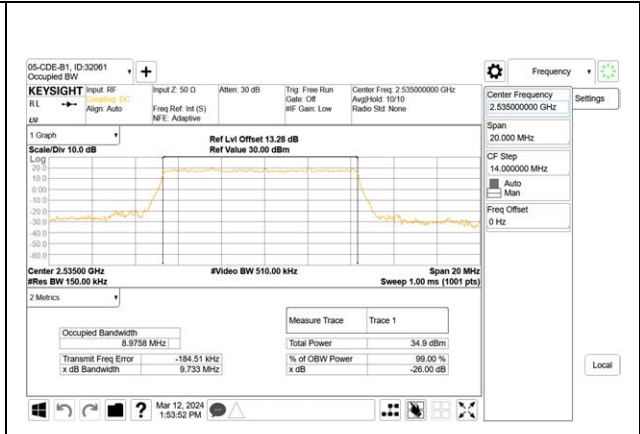 05-CDE-B1, ID:32061
Occupied BW
Frequency
KEYSIGHT
RL
Input: RF
Coupling: DC
Align: Auto
Input Z: 50 Ω
Freq Ref: Int (S)
NFE: Adaptive
Atten: 30 dB
Trig: Free Run
Gate: Off
#IF Gain: Low
Center Freq: 2.535000000 GHz
Avg|Hold: 10/10
Radio Std: None
Center Frequency
2.535000000 GHz
Settings
Span
20.000 MHz
CF Step
14.000000 MHz
Auto
Man
Freq Offset
0 Hz
1 Graph
Scale/Div 10.0 dB
Ref Lvl Offset 13.28 dB
Ref Value 30.00 dBm
Log
20.0
10.0
0.00
-10.0
-20.0
-30.0
-40.0
-50.0
-60.0
Center 2.53500 GHz
#Res BW 150.00 kHz
#Video BW 510.00 kHz
Span 20 MHz
Sweep 1.00 ms (1001 pts)
2 Metrics
Measure Trace
Trace 1
Occupied Bandwidth
8.9758 MHz
Total Power
34.9 dBm
Transmit Freq Error
-184.51 kHz
% of OBW Power
99.00 %
x dB Bandwidth
9.733 MHz
x dB
-26.00 dB
Local
Mar 12, 2024
1:53:52 PM